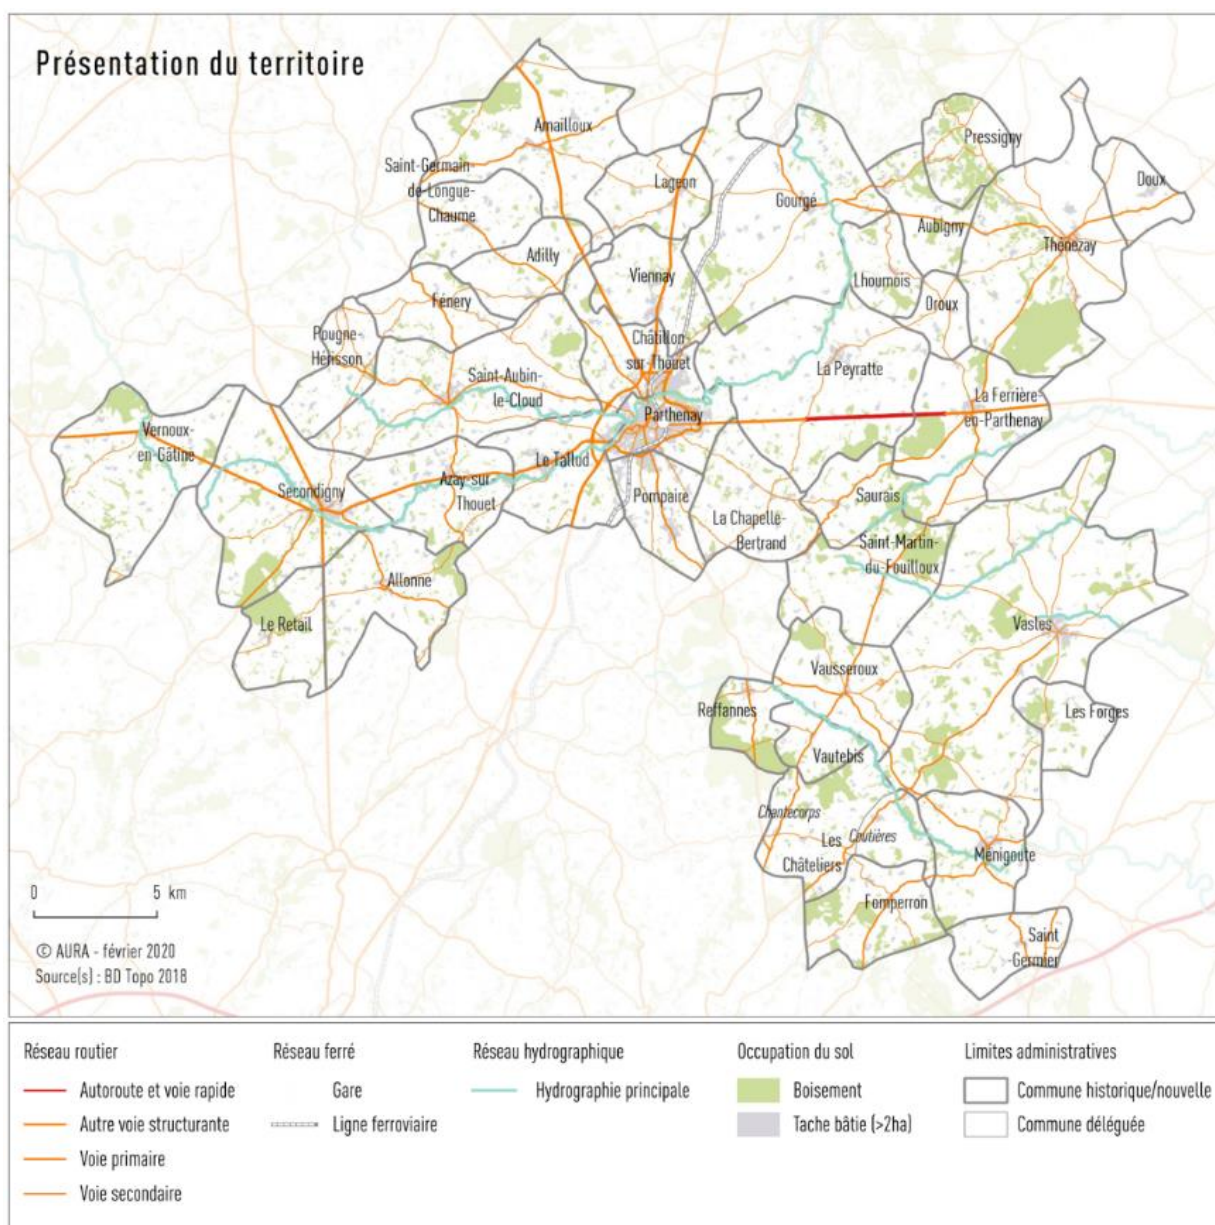 Présentation du territoire
Amailloux
Pressigny
Saint-Germain-
de-Longue-
Chaume
Lageon
Gourgé
Doux
Aubigny
Thénezay
Adilly
Viennay
Lhoumois
Oroux
Fénery
Pougne-
Hérisson
Châtillon-
sur-Thouet
La Peyratte
Saint-Aubin-
le-Cloud
Parthenay
La Ferrière-
en-Parthenay
Vernoux-
en-Gâtine
Le Tallud
Secondigny
Azay-sur-
Thouet
Pompaire
Saurais
La Chapelle-
Bertrand
Saint-Martin-
du-Fouilloux
Allonne
Le Retail
Vasles
Vausseroux
Reffannes
Les Forges
Vautebis
Chantecorps
Coutières
Les
Châteliers
Ménigoute
Fomperron
Saint
-Germier
0 5 km
© AURA - février 2020
Source(s) : BD Topo 2018
Réseau routier
Autoroute et voie rapide
Autre voie structurante
Voie primaire
Voie secondaire
Réseau ferré
Gare
Ligne ferroviaire
Réseau hydrographique
Hydrographie principale
Occupation du sol
Boisement
Tache bâtie (>2ha)
Limites administratives
Commune historique/nouvelle
Commune déléguée